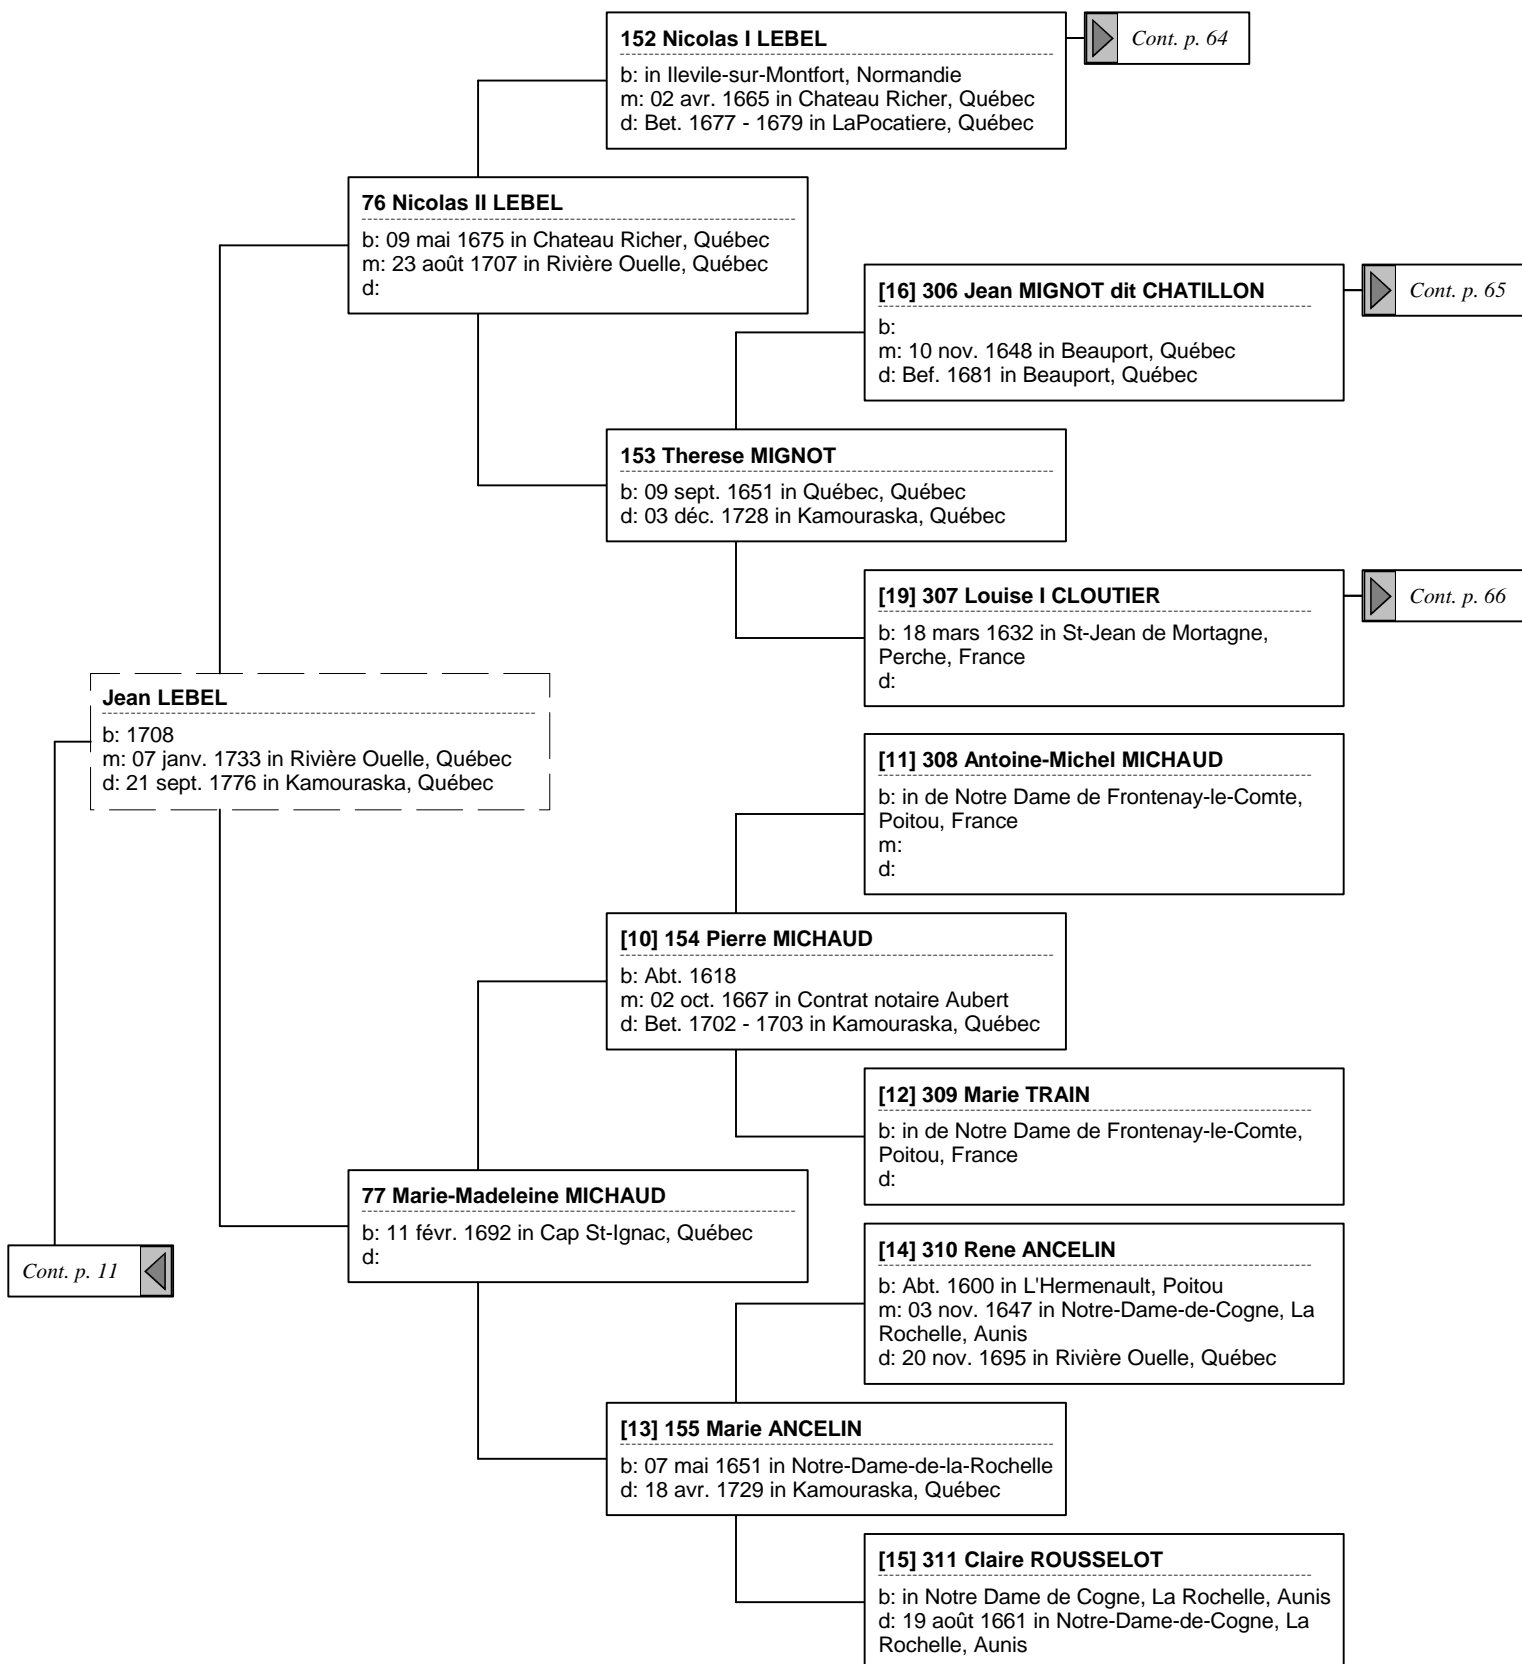 152 Nicolas I LEBEL
b: in Ilevile-sur-Montfort, Normandie
m: 02 avr. 1665 in Chateau Richer, Québec
d: Bet. 1677 - 1679 in LaPocatiere, Québec
Cont. p. 64
76 Nicolas II LEBEL
b: 09 mai 1675 in Chateau Richer, Québec
m: 23 août 1707 in Rivière Ouelle, Québec
d:
[16] 306 Jean MIGNOT dit CHATILLON
b:
m: 10 nov. 1648 in Beauport, Québec
d: Bef. 1681 in Beauport, Québec
Cont. p. 65
153 Therese MIGNOT
b: 09 sept. 1651 in Québec, Québec
d: 03 déc. 1728 in Kamouraska, Québec
[19] 307 Louise I CLOUTIER
b: 18 mars 1632 in St-Jean de Mortagne,
Perche, France
d:
Cont. p. 66
Jean LEBEL
b: 1708
m: 07 janv. 1733 in Rivière Ouelle, Québec
d: 21 sept. 1776 in Kamouraska, Québec
[11] 308 Antoine-Michel MICHAUD
b: in de Notre Dame de Frontenay-le-Comte,
Poitou, France
m:
d:
[10] 154 Pierre MICHAUD
b: Abt. 1618
m: 02 oct. 1667 in Contrat notaire Aubert
d: Bet. 1702 - 1703 in Kamouraska, Québec
[12] 309 Marie TRAIN
b: in de Notre Dame de Frontenay-le-Comte,
Poitou, France
d:
77 Marie-Madeleine MICHAUD
b: 11 févr. 1692 in Cap St-Ignac, Québec
d:
Cont. p. 11
[14] 310 Rene ANCELIN
b: Abt. 1600 in L'Hermenault, Poitou
m: 03 nov. 1647 in Notre-Dame-de-Cogne, La
Rochelle, Aunis
d: 20 nov. 1695 in Rivière Ouelle, Québec
[13] 155 Marie ANCELIN
b: 07 mai 1651 in Notre-Dame-de-la-Rochelle
d: 18 avr. 1729 in Kamouraska, Québec
[15] 311 Claire ROUSSELOT
b: in Notre Dame de Cogne, La Rochelle, Aunis
d: 19 août 1661 in Notre-Dame-de-Cogne, La
Rochelle, Aunis